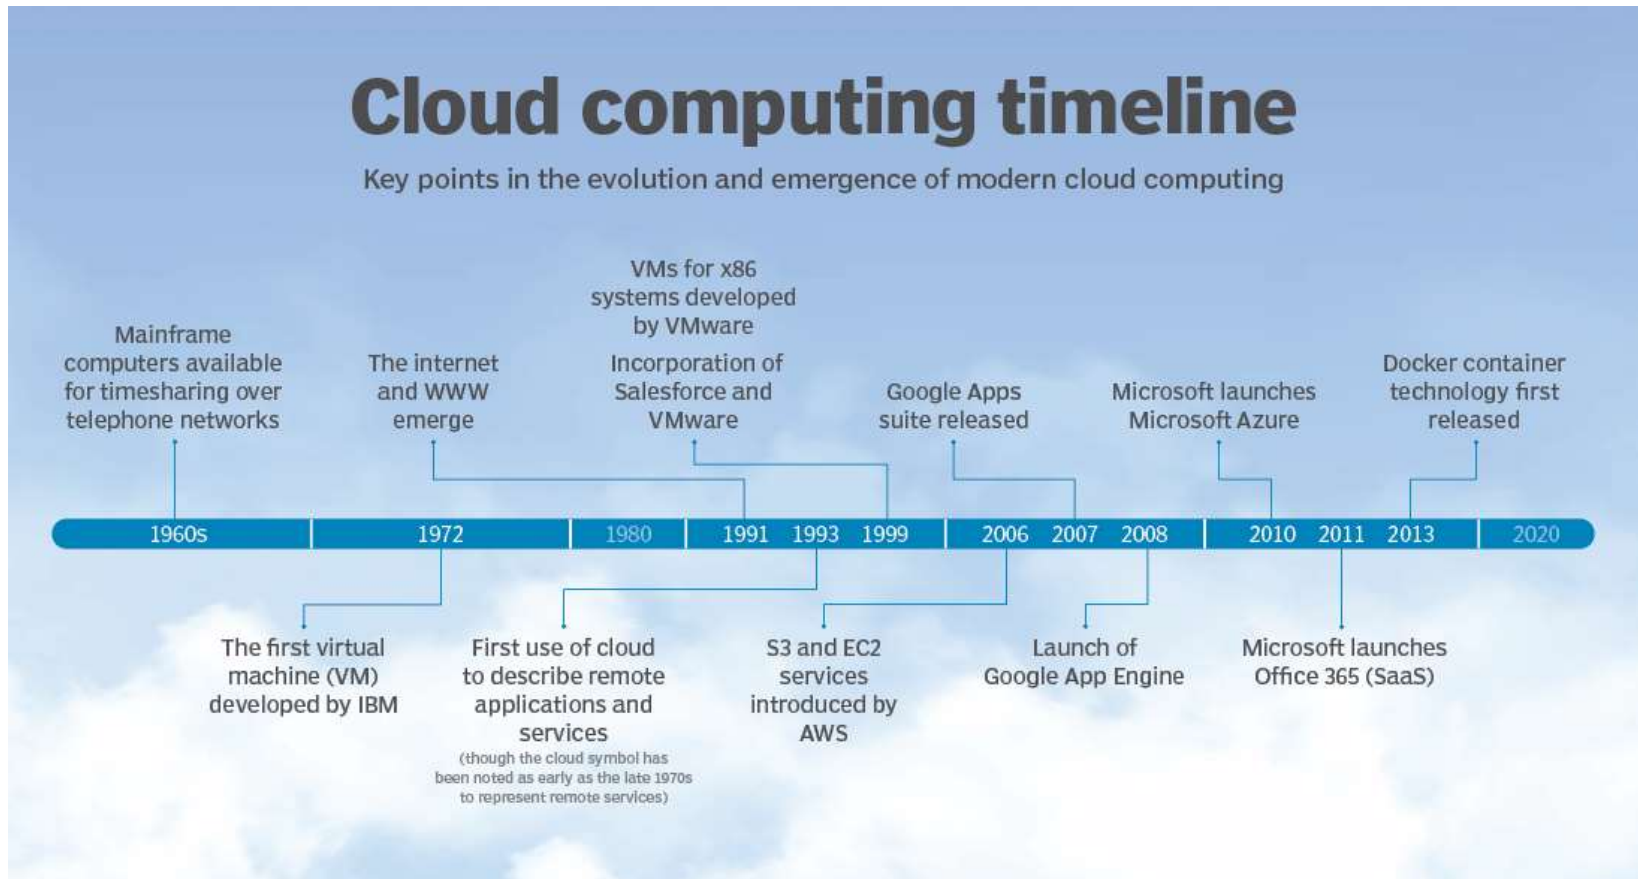 Cloud computing timeline
Key points in the evolution and emergence of modern cloud computing
Mainframe
computers available
for timesharing over
telephone networks
The internet
and WWW
emerge
VMs for x86
systems developed
by VMware
Incorporation of
Salesforce and
VMware
Google Apps
suite released
Microsoft launches
Microsoft Azure
Docker container
technology first
released
1960s 1972 1980 1991 1993 1999 2006 2007 2008 2010 2011 2013 2020
The first virtual
machine (VM)
developed by IBM
First use of cloud
to describe remote
applications and
services
(though the cloud symbol has
been noted as early as the late 1970s
to represent remote services)
S3 and EC2
services
introduced by
AWS
Launch of
Google App Engine
Microsoft launches
Office 365 (SaaS)